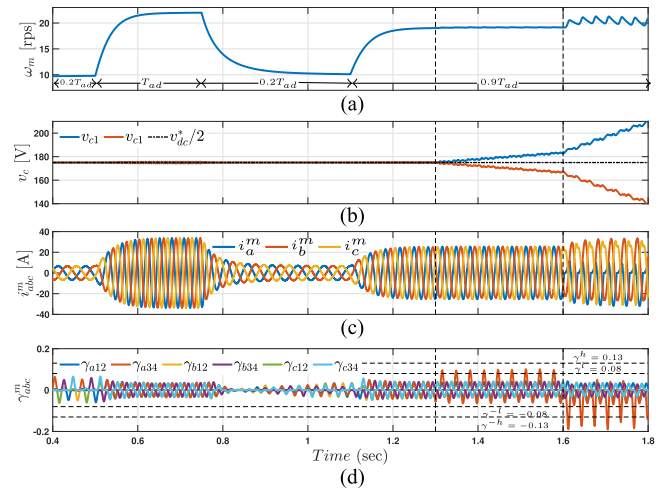 ω_m [rps]
20
15
10
0.2T_ad
T_ad
0.2T_ad
0.9T_ad
(a)
v_c [V]
200
180
160
140
v_c1 v_c1 v*_dc/2
(b)
i^m_abc [A]
40
20
0
-20
-40
i^m_a i^m_b i^m_c
(c)
γ^m_abc
0.2
0
-0.2
γ_a12 γ_a34 γ_b12 γ_b34 γ_c12 γ_c34
γ^h = 0.13
γ^l = 0.08
γ^-l = -0.08
γ^-h = -0.13
0.4 0.6 0.8 1 1.2 1.4 1.6 1.8
Time (sec)
(d)